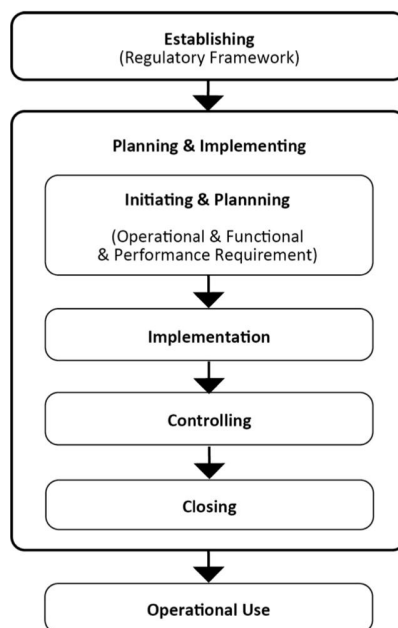 Establishing
(Regulatory Framework)
Planning & Implementing
Initiating & Plannning
(Operational & Functional
& Performance Requirement)
Implementation
Controlling
Closing
Operational Use